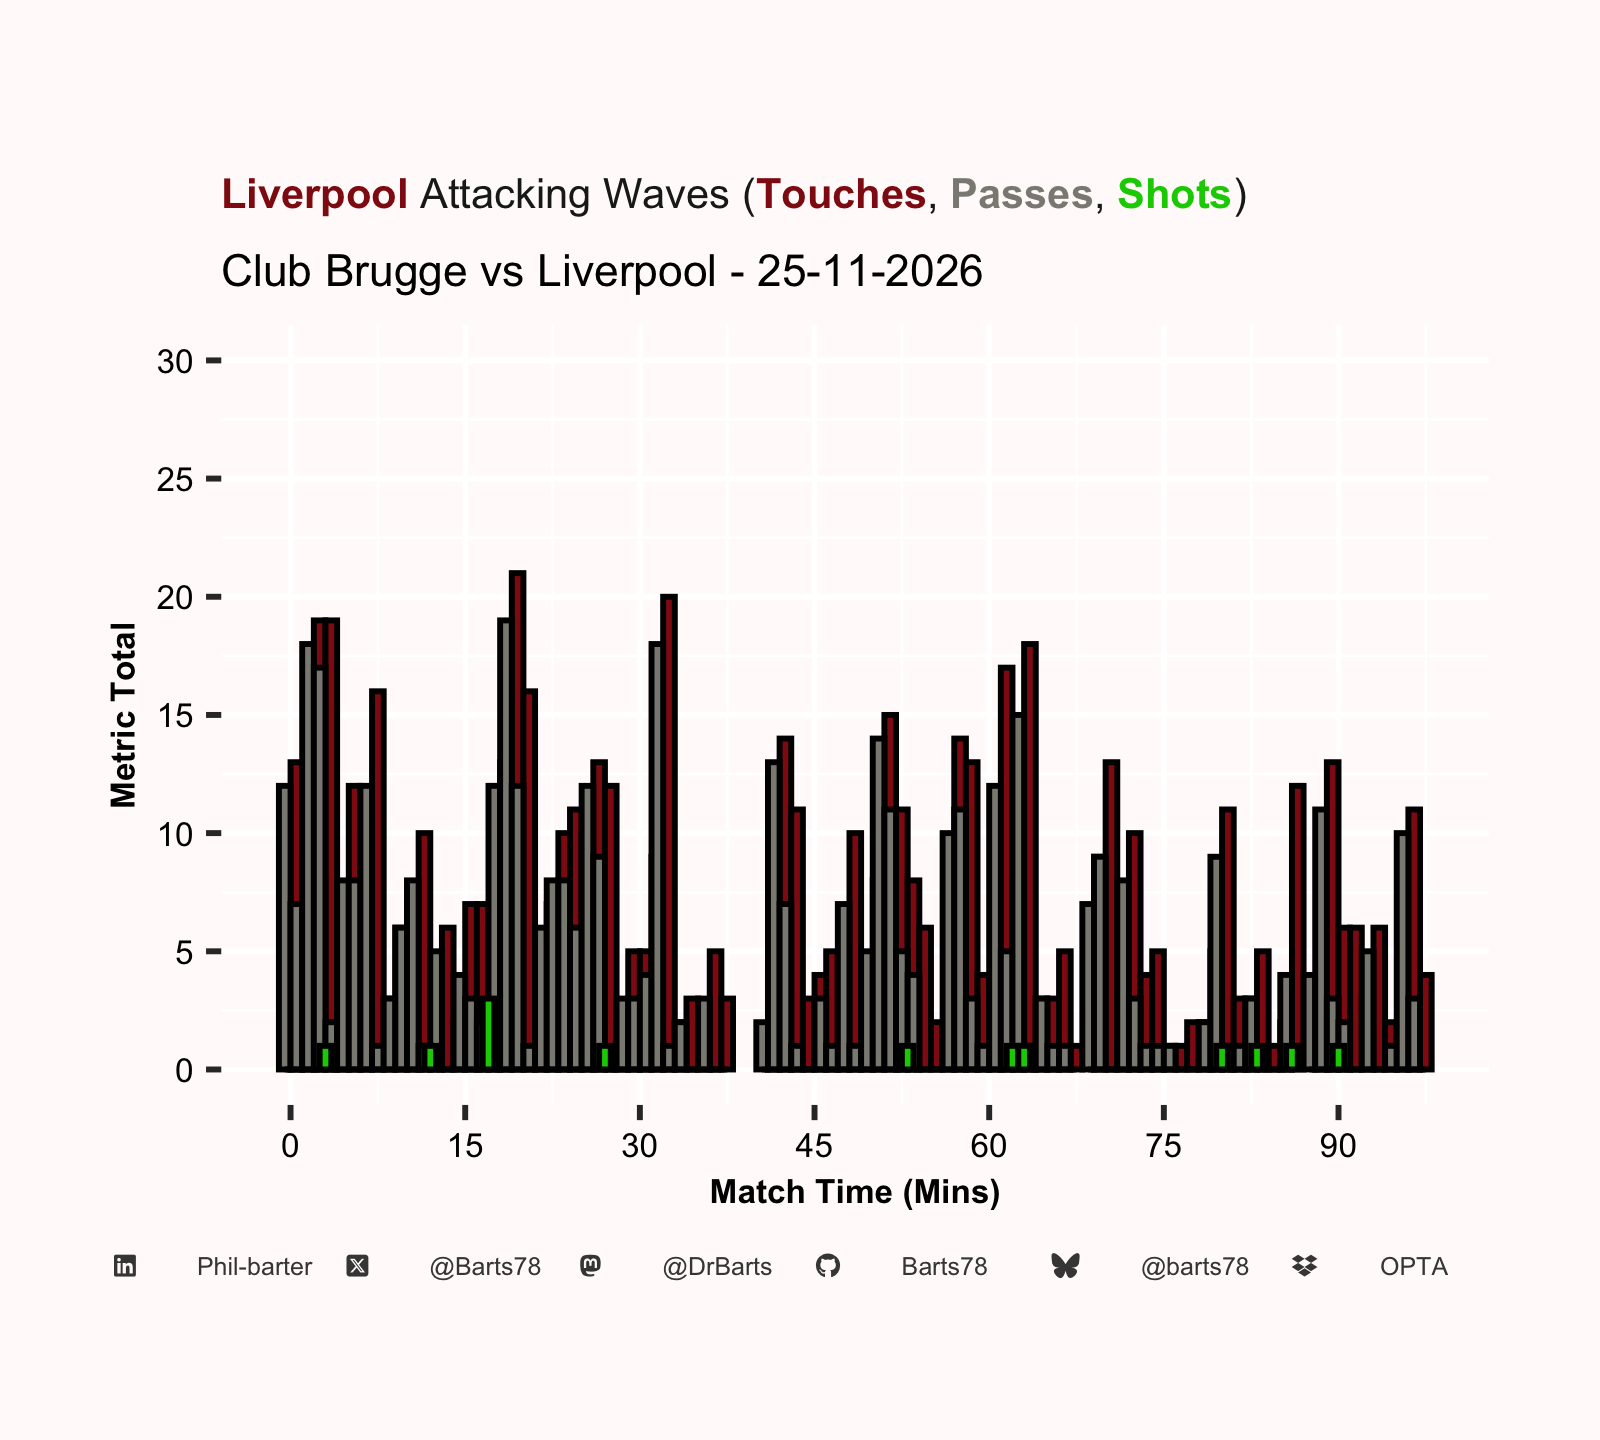 Liverpool Attacking Waves (Touches, Passes, Shots)
Club Brugge vs Liverpool - 25-11-2026
30
25
20
15
10
5
0
Metric Total
0 15 30 45 60 75 90
Match Time (Mins)
Phil-barter @Barts78 @DrBarts Barts78 @barts78 OPTA